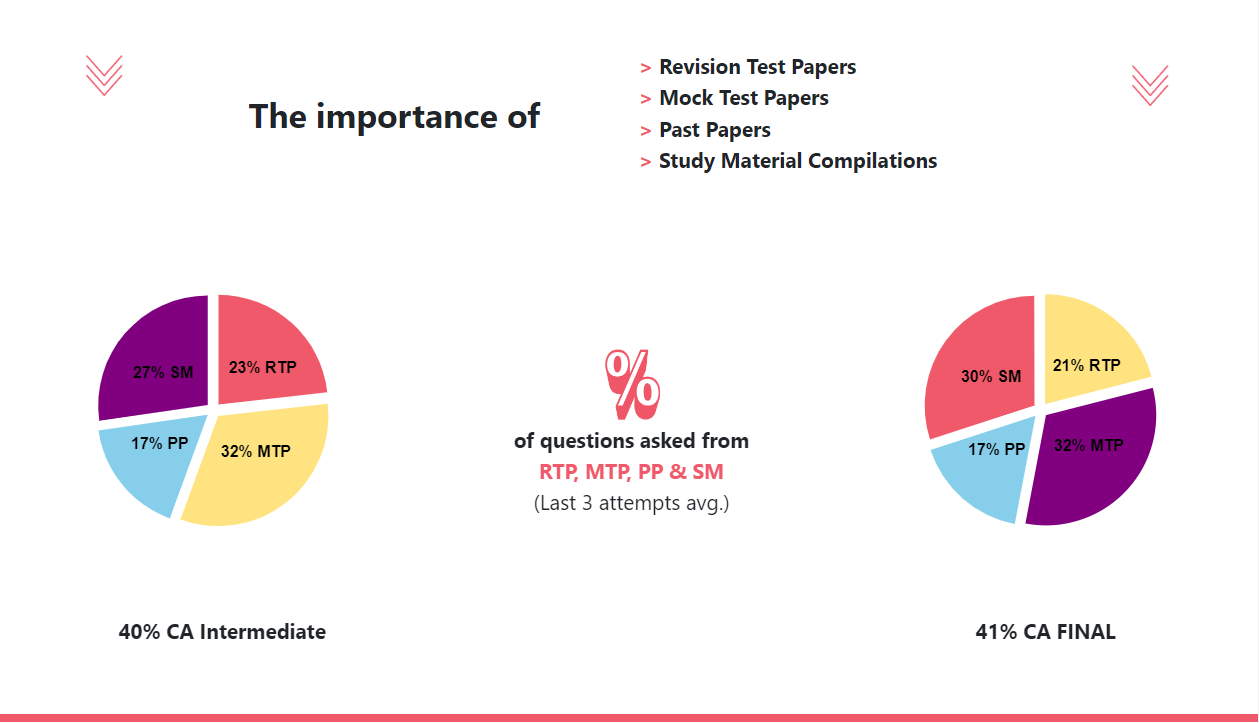 The importance of
> Revision Test Papers
> Mock Test Papers
> Past Papers
> Study Material Compilations
27% SM
23% RTP
17% PP
32% MTP
40% CA Intermediate
%
of questions asked from
RTP, MTP, PP & SM
(Last 3 attempts avg.)
30% SM
21% RTP
17% PP
32% MTP
41% CA FINAL